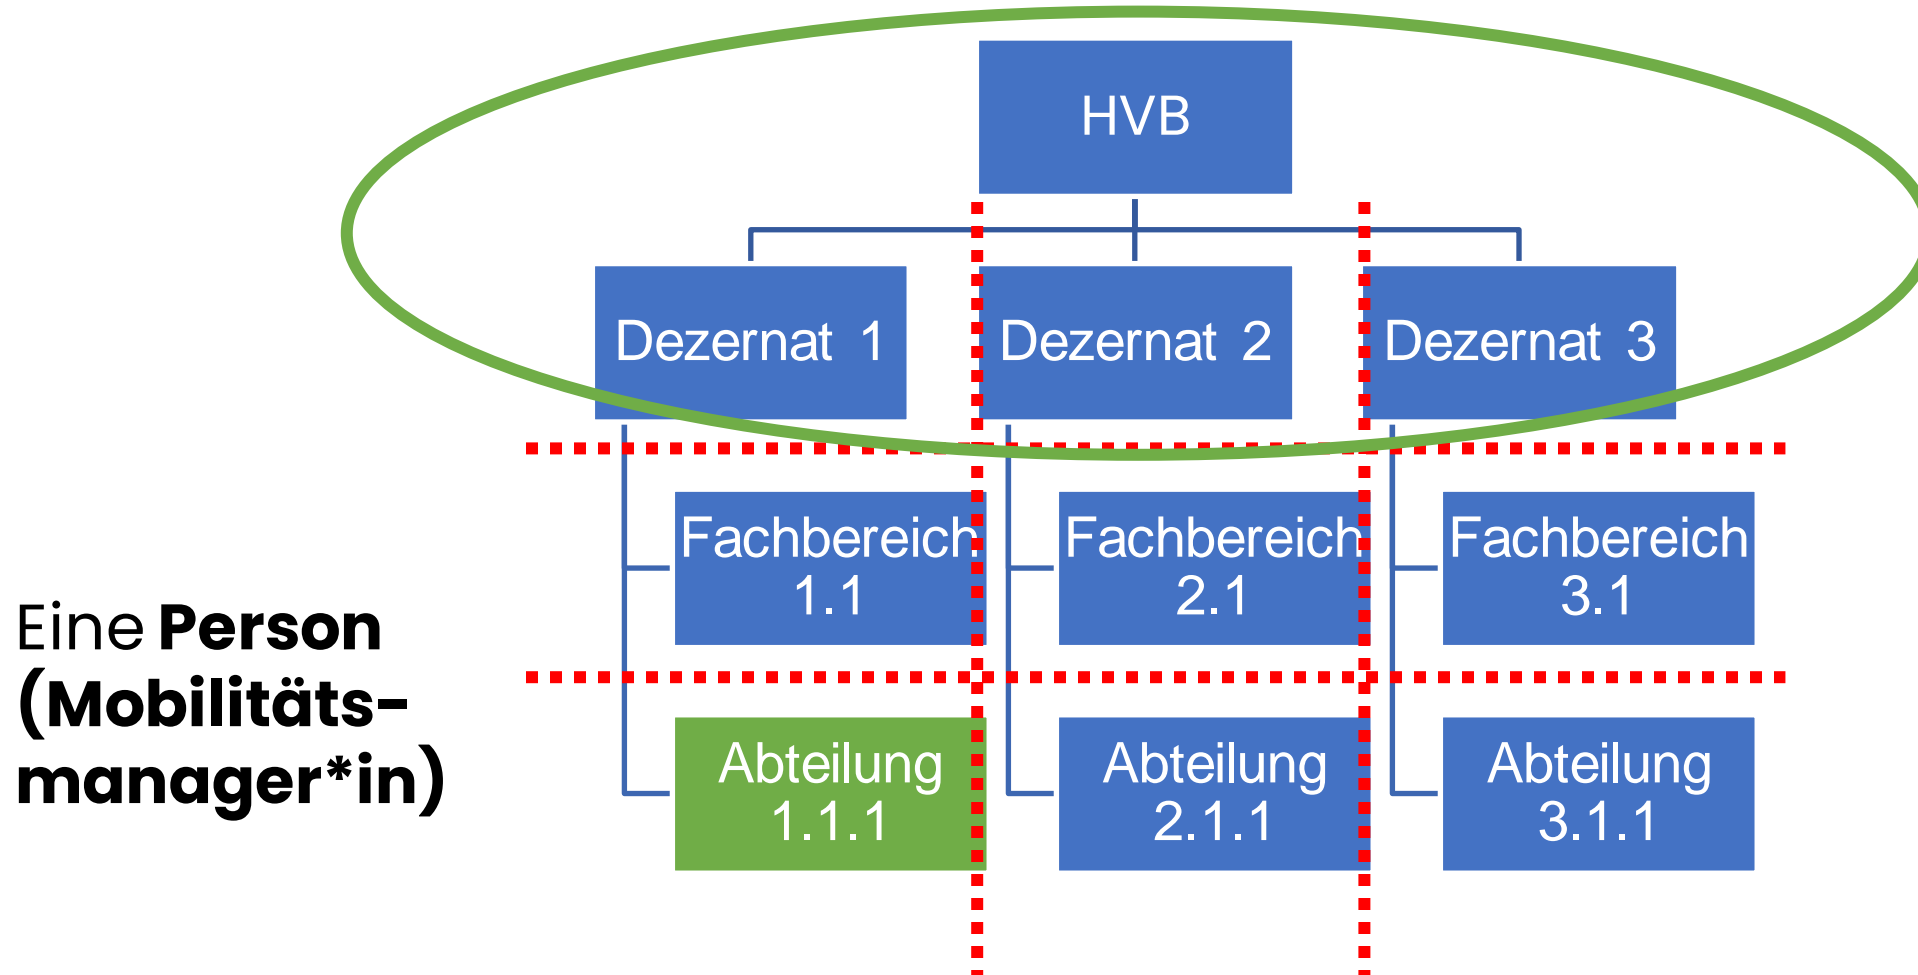 HVB
Dezernat 1
Dezernat 2
Dezernat 3
Fachbereich
1.1
Fachbereich
2.1
Fachbereich
3.1
Eine Person
(Mobilitäts-
manager*in)
Abteilung
1.1.1
Abteilung
2.1.1
Abteilung
3.1.1